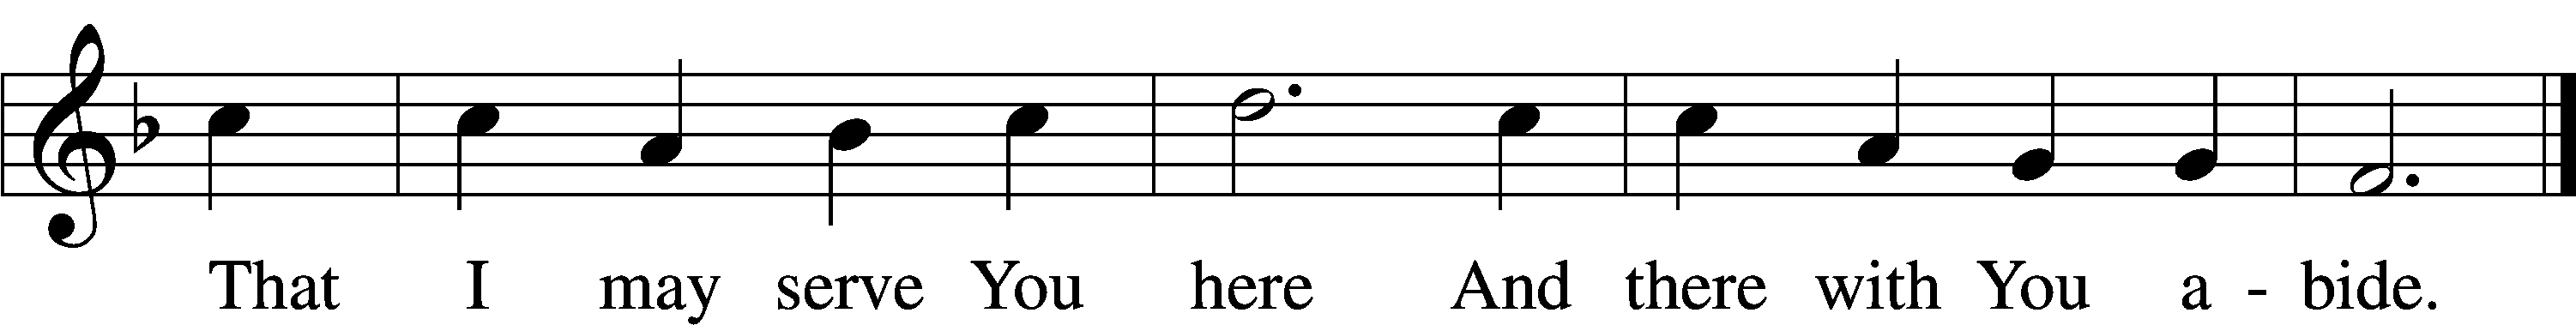 That I may serve You here And there with You a - bide.